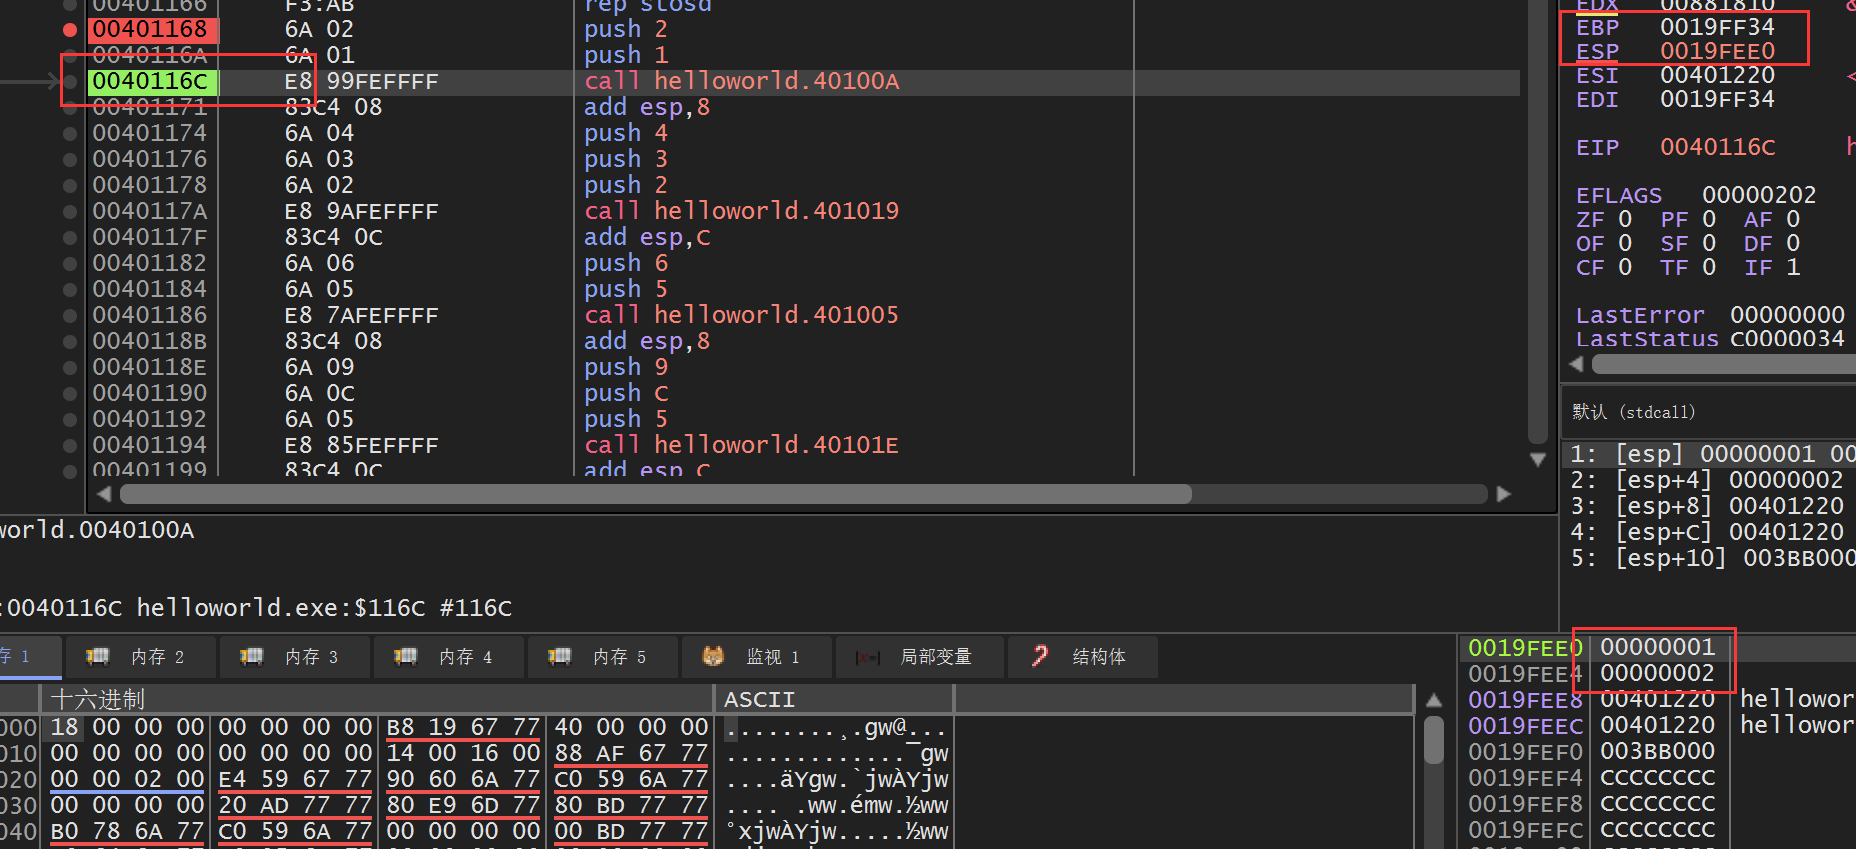 00401166 F3:AB rep stosd
00401168 6A 02 push 2
0040116A 6A 01 push 1
0040116C E8 99FEFFFF call helloworld.40100A
00401171 83C4 08 add esp,8
00401174 6A 04 push 4
00401176 6A 03 push 3
00401178 6A 02 push 2
0040117A E8 9AFEFFFF call helloworld.401019
0040117F 83C4 0C add esp,C
00401182 6A 06 push 6
00401184 6A 05 push 5
00401186 E8 7AFEFFFF call helloworld.401005
0040118B 83C4 08 add esp,8
0040118E 6A 09 push 9
00401190 6A 0C push C
00401192 6A 05 push 5
00401194 E8 85FEFFFF call helloworld.40101E
00401199 83C4 0C add esp C
EDX 00881810
EBP 0019FF34
ESP 0019FEE0
ESI 00401220 <
EDI 0019FF34
EIP 0040116C h
EFLAGS 00000202
ZF 0 PF 0 AF 0
OF 0 SF 0 DF 0
CF 0 TF 0 IF 1
LastError 00000000
LastStatus C0000034
默认 (stdcall)
1: [esp] 00000001 00
2: [esp+4] 00000002
3: [esp+8] 00401220
4: [esp+C] 00401220
5: [esp+10] 003BB000
world.0040100A
:0040116C helloworld.exe:$116C #116C
存 1 内存 2 内存 3 内存 4 内存 5 监视 1 |x=| 局部变量 结构体
十六进制 ASCII
000 18 00 00 00 00 00 00 00 B8 19 67 77 40 00 00 00 ........¸.gw@...
010 00 00 00 00 00 00 00 00 14 00 16 00 88 AF 67 77 .............¯gw
020 00 00 02 00 E4 59 67 77 90 60 6A 77 C0 59 6A 77 ....äYgw.`jwÀYjw
030 00 00 00 00 20 AD 77 77 80 E9 6D 77 80 BD 77 77 .... .ww.émw.½ww
040 B0 78 6A 77 C0 59 6A 77 00 00 00 00 00 BD 77 77 °xjwÀYjw.....½ww
0019FEE0 00000001
0019FEE4 00000002
0019FEE8 00401220 hellowor
0019FEEC 00401220 hellowor
0019FEF0 003BB000
0019FEF4 CCCCCCCC
0019FEF8 CCCCCCCC
0019FEFC CCCCCCCC